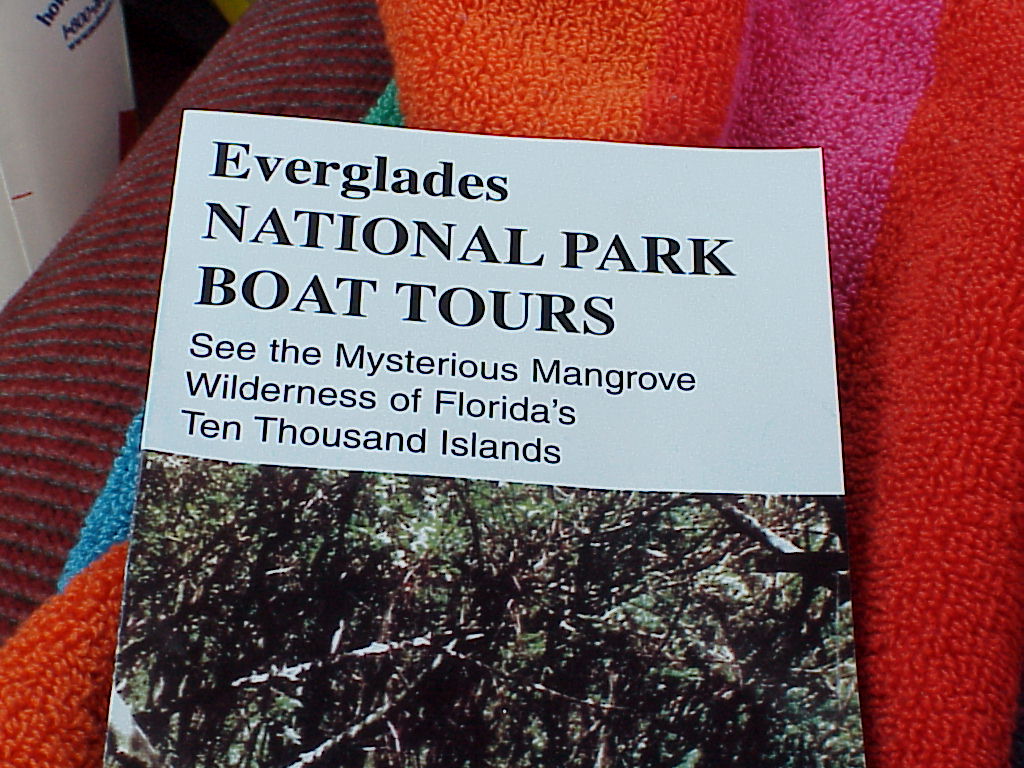 Everglades
NATIONAL PARK
BOAT TOURS
See the Mysterious Mangrove
Wilderness of Florida's
Ten Thousand Islands